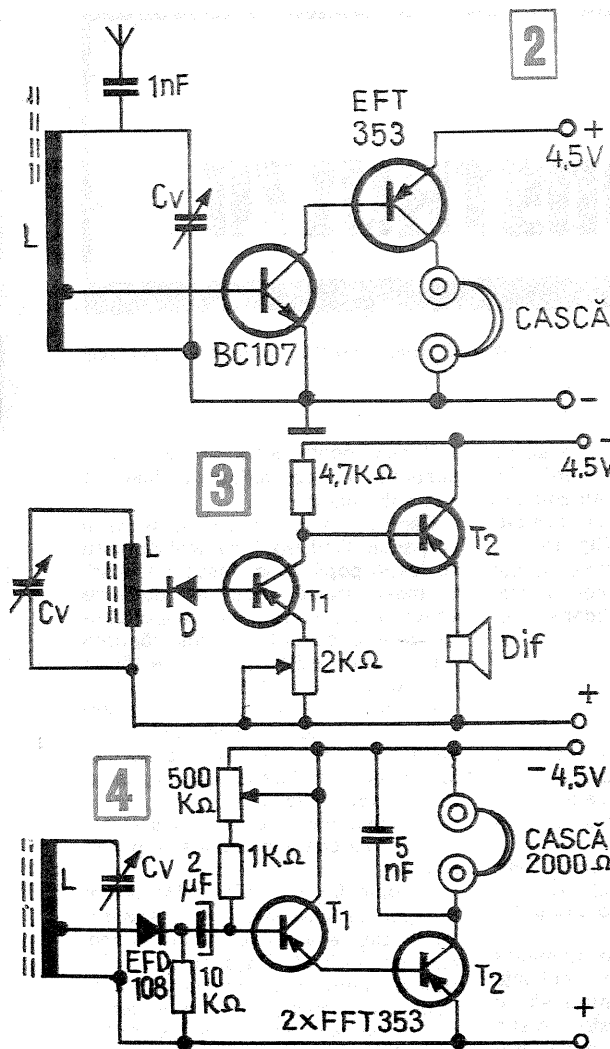 2
1nF
EFT
353
+
4,5V
Cv
L
BC107
CASCĂ
-
3
4,7KΩ
-
4,5V
L
Cv
D
T1
T2
2KΩ
Dif
+
4
500
KΩ
-4,5V
L
Cv
2
μF
1KΩ
5
nF
CASCĂ
2000Ω
T1
EFD
108
10
KΩ
T2
2xFFT353
+